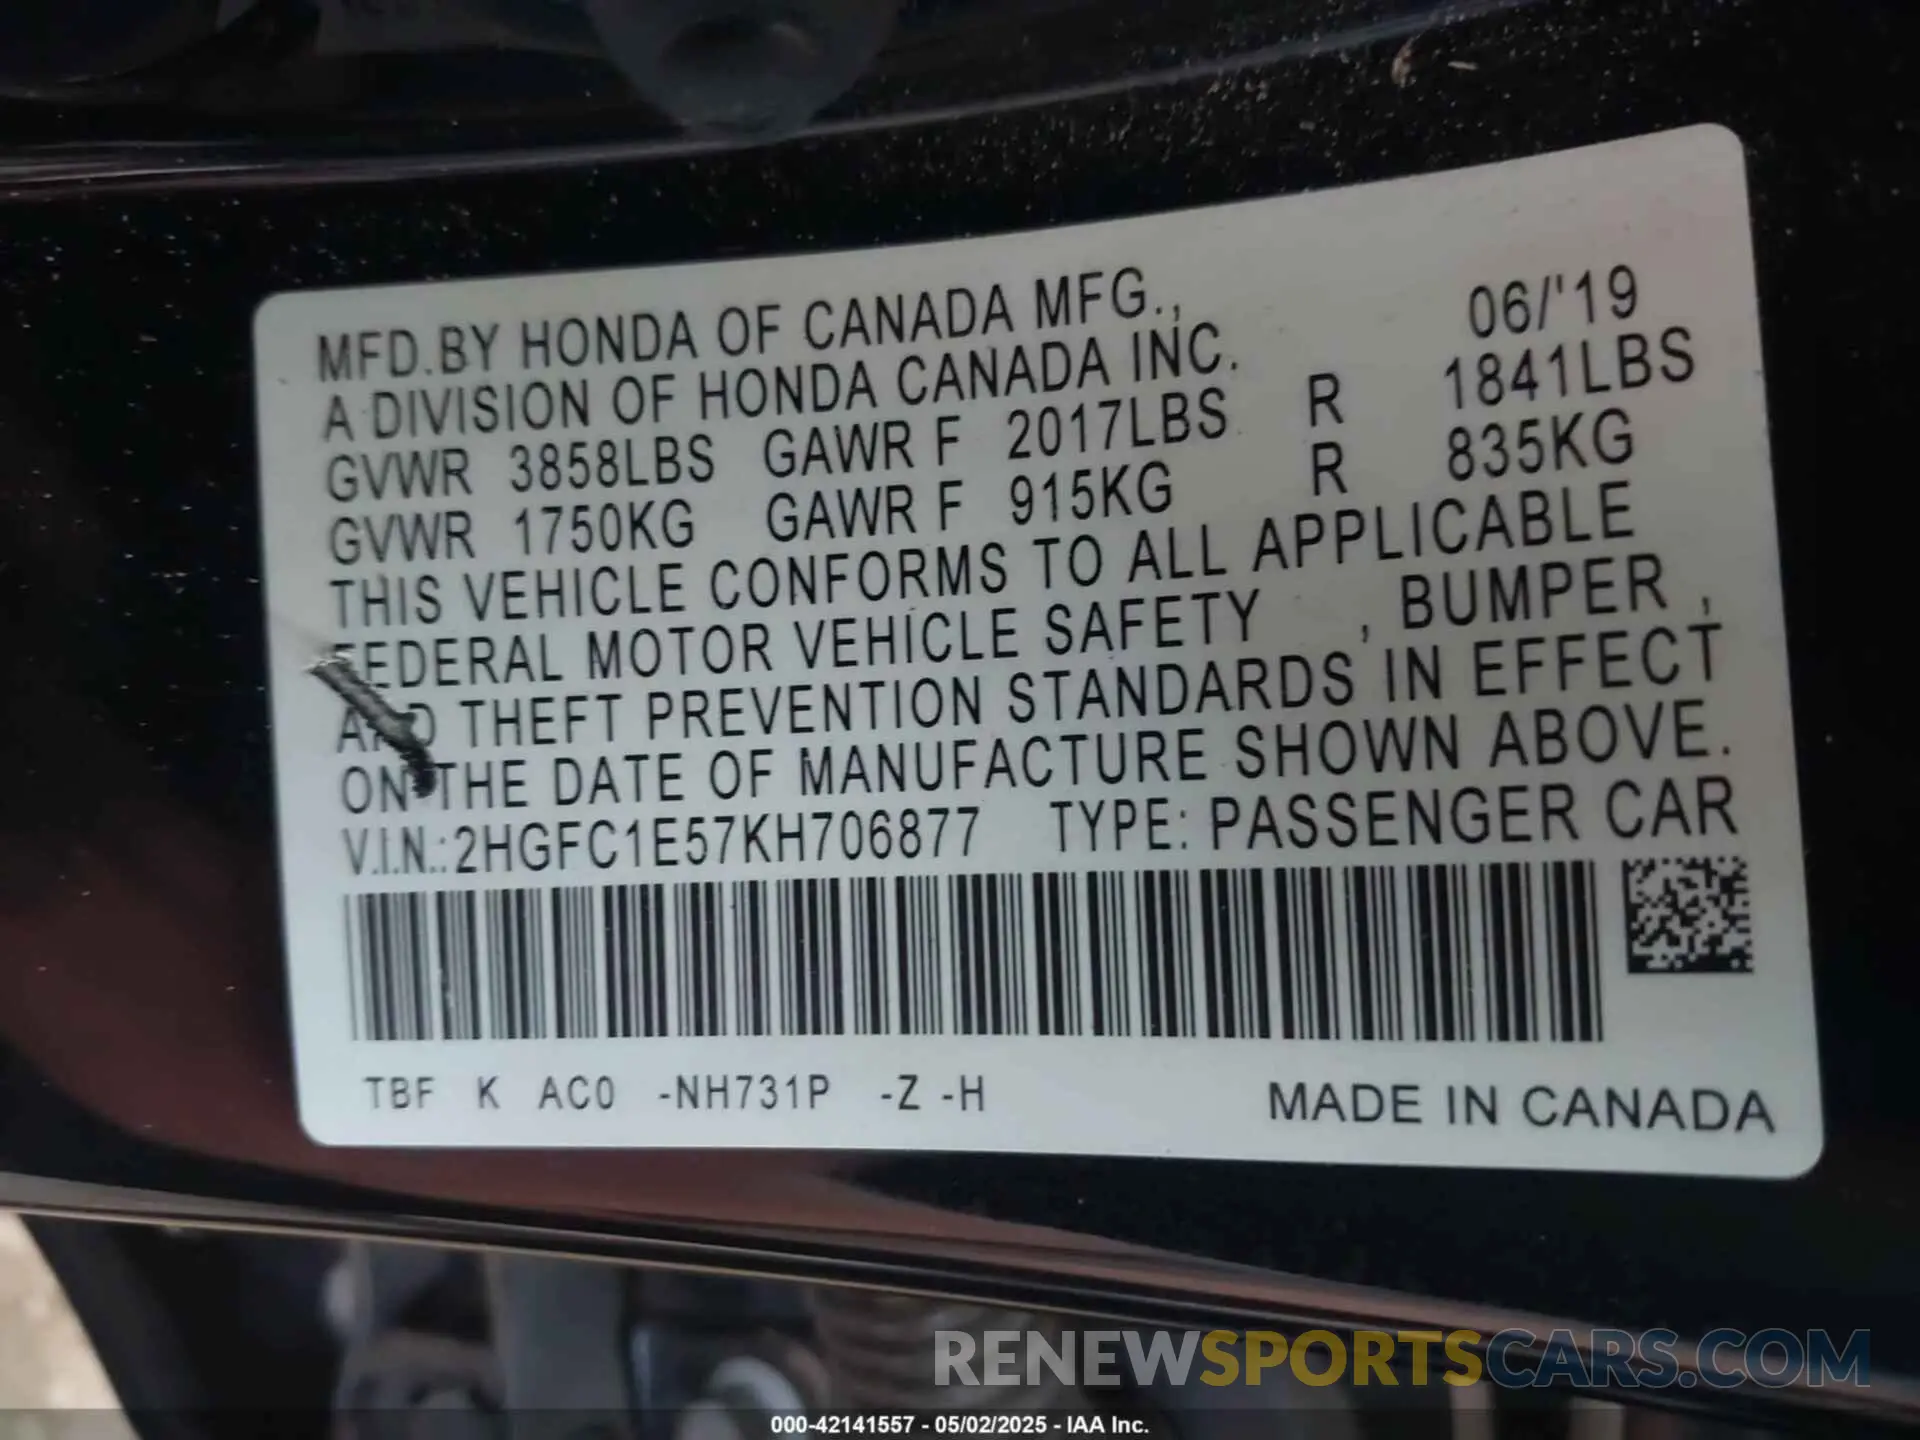 MFD.BY HONDA OF CANADA MFG., 06/'19
A DIVISION OF HONDA CANADA INC.
GVWR 3858LBS GAWR F 2017LBS R 1841LBS
GVWR 1750KG GAWR F 915KG R 835KG
THIS VEHICLE CONFORMS TO ALL APPLICABLE
FEDERAL MOTOR VEHICLE SAFETY , BUMPER ,
AND THEFT PREVENTION STANDARDS IN EFFECT
ON THE DATE OF MANUFACTURE SHOWN ABOVE.
V.I.N.:2HGFC1E57KH706877 TYPE: PASSENGER CAR
TBF K AC0 -NH731P -Z -H MADE IN CANADA
RENEWSPORTSCARS.COM
000-42141557 - 05/02/2025 - IAA Inc.